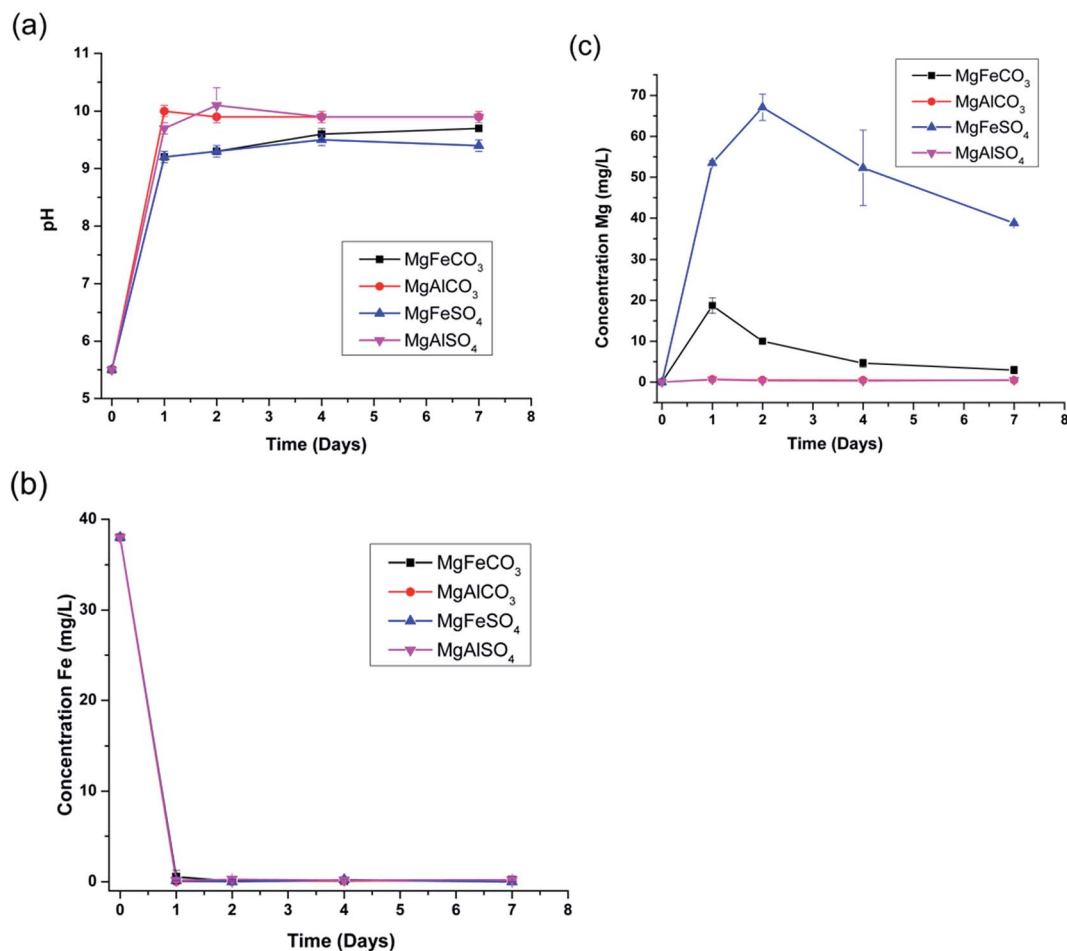 (a)
11
10
9
8
7
6
5
pH
0 1 2 3 4 5 6 7 8
Time (Days)
MgFeCO₃
MgAlCO₃
MgFeSO₄
MgAlSO₄
(c)
70
60
50
40
30
20
10
0
Concentration Mg (mg/L)
0 1 2 3 4 5 6 7 8
Time (Days)
MgFeCO₃
MgAlCO₃
MgFeSO₄
MgAlSO₄
(b)
40
30
20
10
0
Concentration Fe (mg/L)
0 1 2 3 4 5 6 7 8
Time (Days)
MgFeCO₃
MgAlCO₃
MgFeSO₄
MgAlSO₄